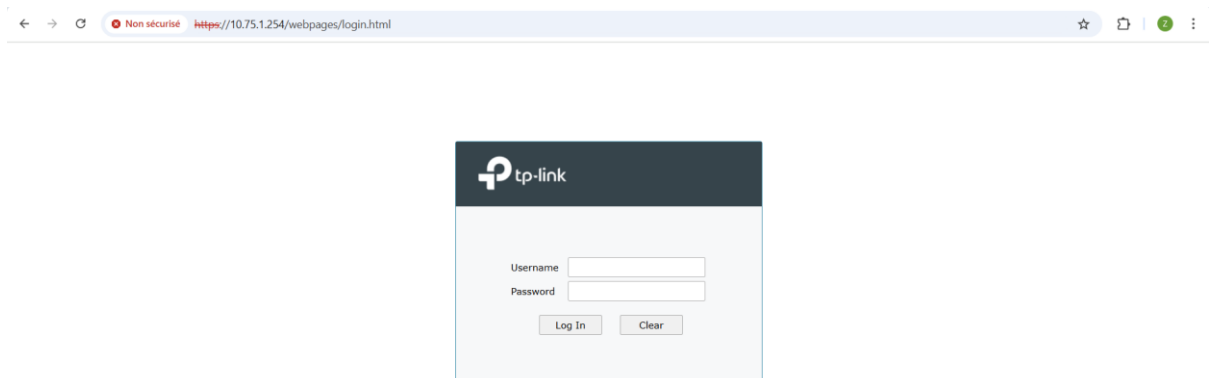 Non sécurisé https://10.75.1.254/webpages/login.html
Z
tp-link
Username
Password
Log In Clear